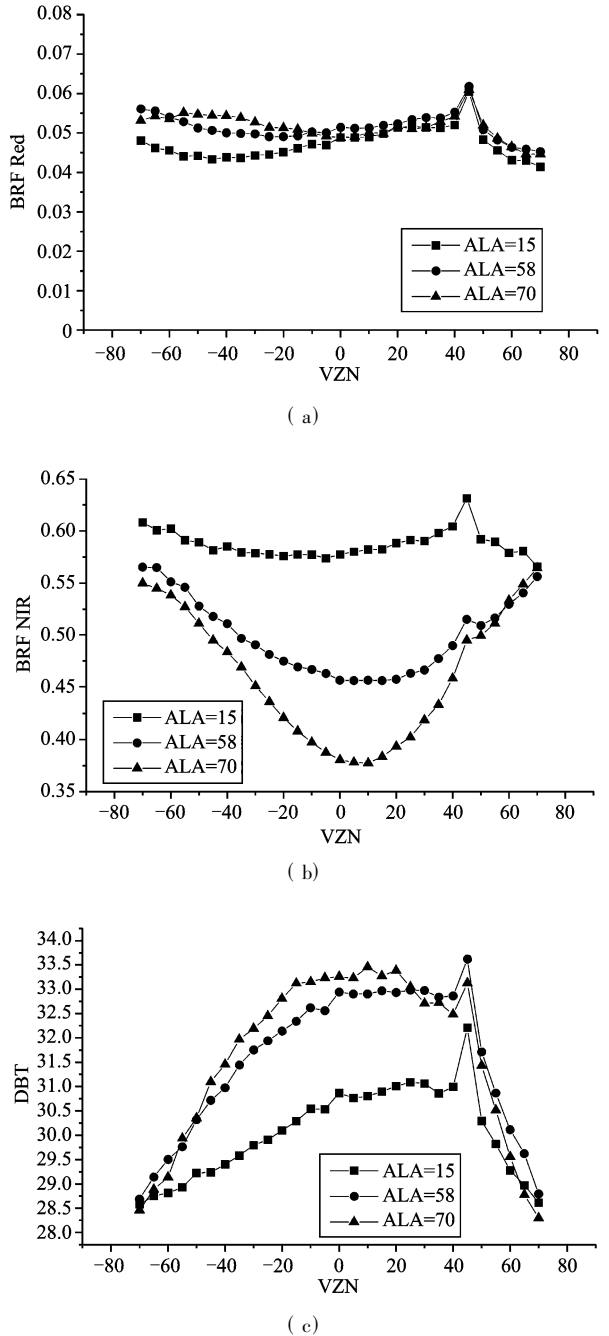 0.08
0.07
0.06
0.05
0.04
0.03
0.02
0.01
0
BRF Red
ALA=15
ALA=58
ALA=70
−80 −60 −40 −20 0 20 40 60 80
VZN
( a)
0.65
0.60
0.55
0.50
0.45
0.40
0.35
BRF NIR
ALA=15
ALA=58
ALA=70
−80 −60 −40 −20 0 20 40 60 80
VZN
( b)
34.0
33.5
33.0
32.5
32.0
31.5
31.0
30.5
30.0
29.5
29.0
28.5
28.0
DBT
ALA=15
ALA=58
ALA=70
−80 −60 −40 −20 0 20 40 60 80
VZN
( c)